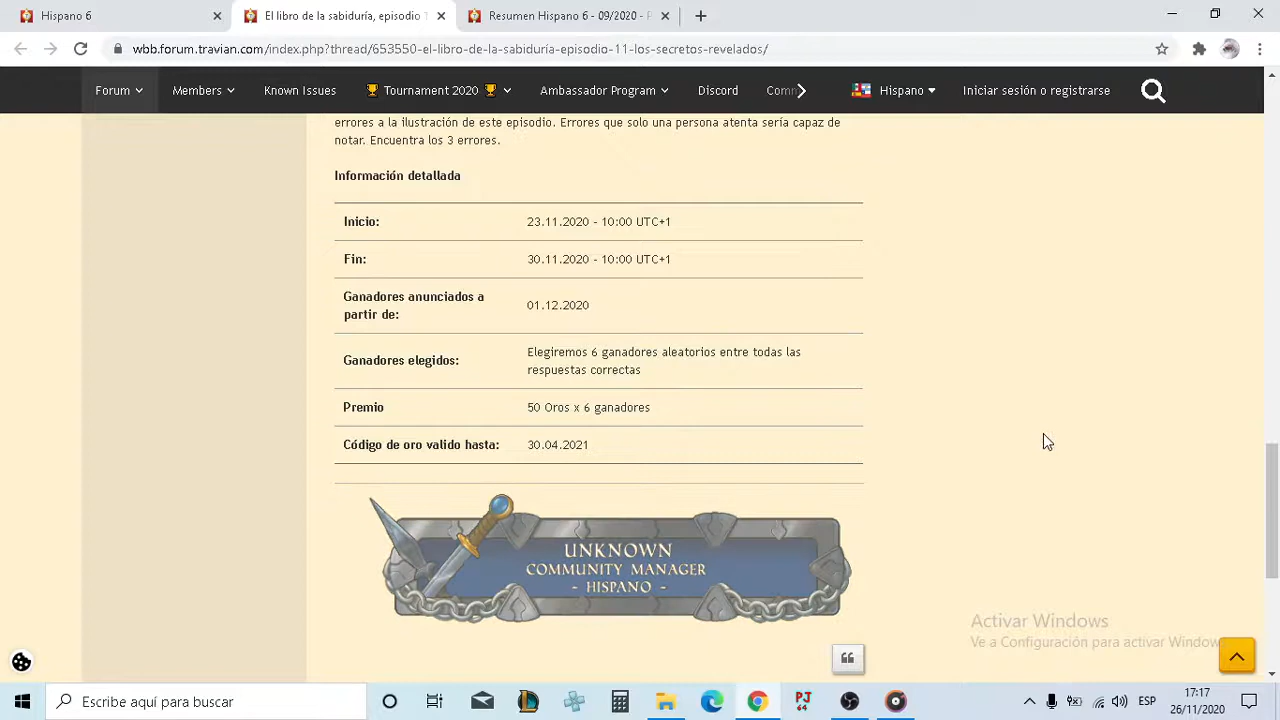 Hispano 6
El libro de la sabiduría, episodio 1
Resumen Hispano 6 - 09/2020 - P
wbb.forum.travian.com/index.php?thread/653550-el-libro-de-la-sabiduria-episodio-11-los-secretos-revelados/
Forum Members Known Issues Tournament 2020 Ambassador Program Discord Comm Hispano Iniciar sesión o registrarse
errores a la ilustración de este episodio. Errores que solo una persona atenta sería capaz de
notar. Encuentra los 3 errores.
Información detallada
Inicio: 23.11.2020 - 10:00 UTC+1
Fin: 30.11.2020 - 10:00 UTC+1
Ganadores anunciados a
partir de:
01.12.2020
Ganadores elegidos:
Elegiremos 6 ganadores aleatorios entre todas las
respuestas correctas
Premio 50 Oros x 6 ganadores
Código de oro valido hasta: 30.04.2021
UNKNOWN
COMMUNITY MANAGER
- HISPANO -
Activar Windows
Ve a Configuración para activar Windows
Escribe aquí para buscar
ESP
17:17
26/11/2020